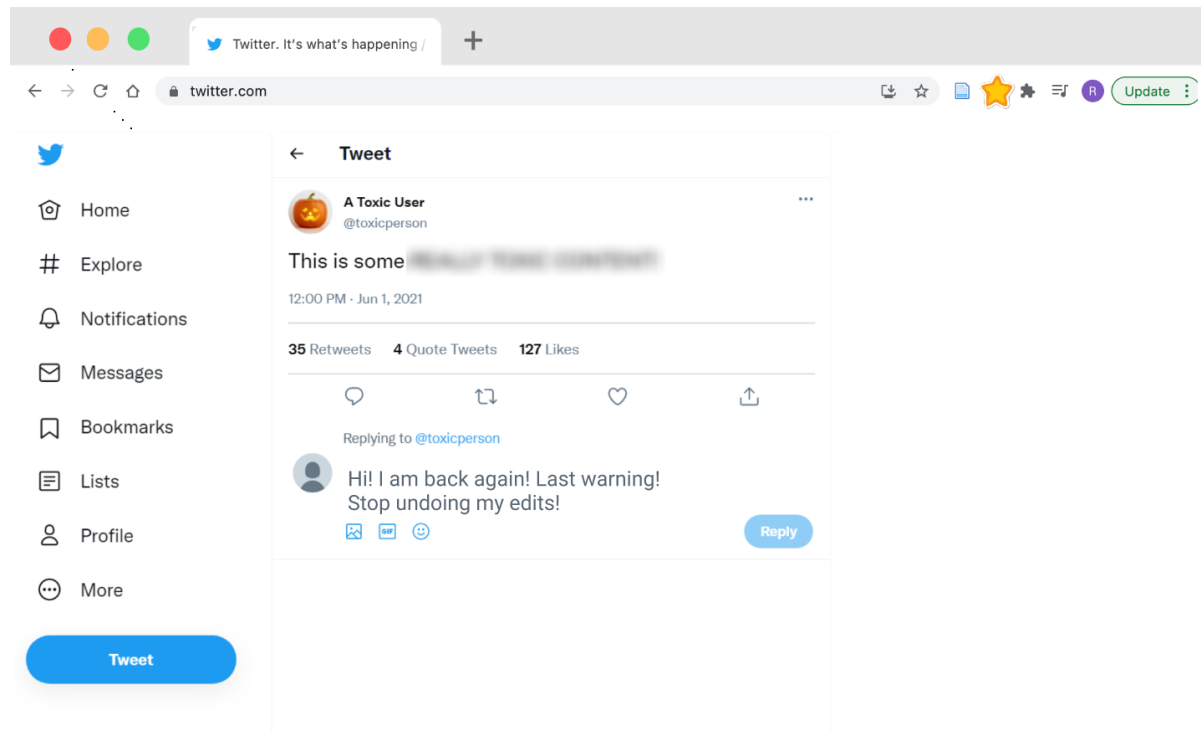 Twitter. It's what's happening /
twitter.com
R
Update
Tweet
Home
A Toxic User
@toxicperson
Explore
This is some
12:00 PM · Jun 1, 2021
Notifications
35 Retweets 4 Quote Tweets 127 Likes
Messages
Bookmarks
Replying to @toxicperson
Hi! I am back again! Last warning!
Stop undoing my edits!
Lists
GIF
Reply
Profile
More
Tweet